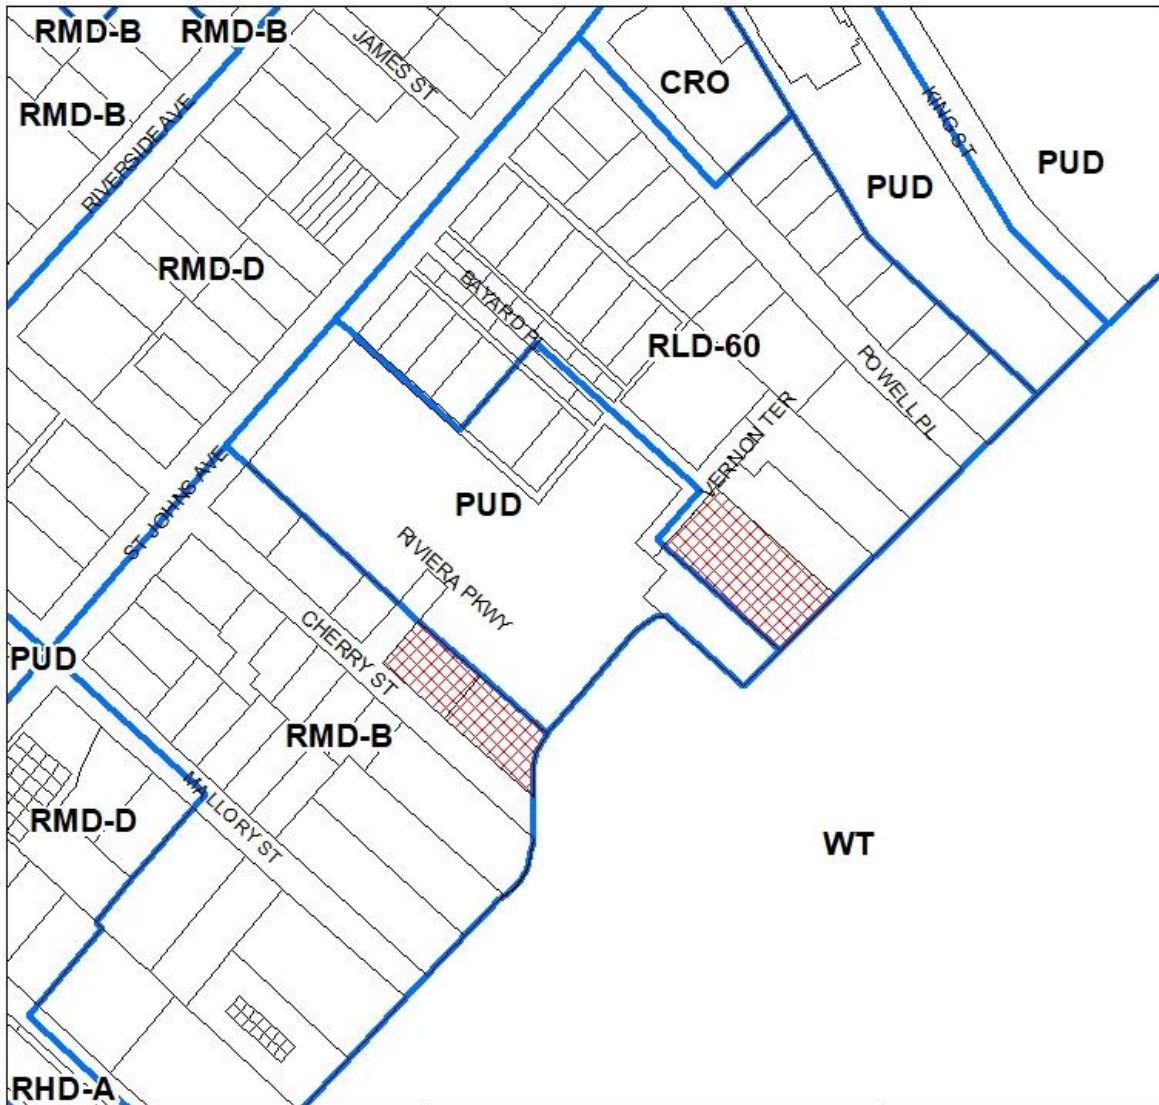 RMD-B
RMD-B
JAMES ST
CRO
RMD-B
RIVERSIDE AVE
KING ST
PUD
PUD
RMD-D
BAYARD PL
RLD-60
POWELL PL
VERNON TER
ST JOHNS AVE
PUD
RIVIERA PKWY
CHERRY ST
PUD
RMD-B
MALLORY ST
RMD-D
WT
RHD-A